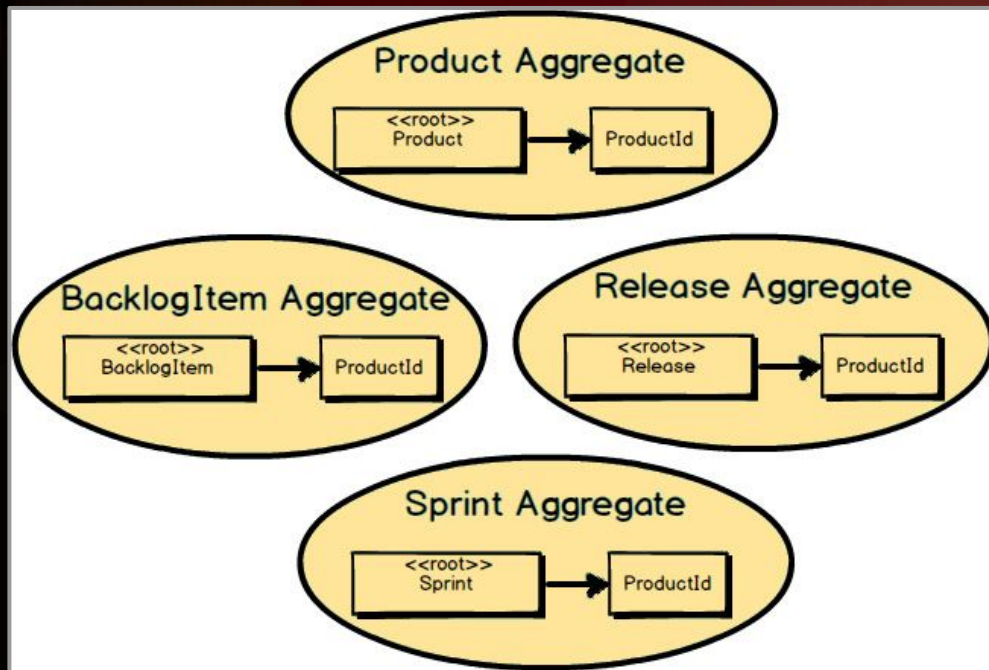 Product Aggregate
<<root>>
Product
ProductId
BacklogItem Aggregate
<<root>>
BacklogItem
ProductId
Release Aggregate
<<root>>
Release
ProductId
Sprint Aggregate
<<root>>
Sprint
ProductId